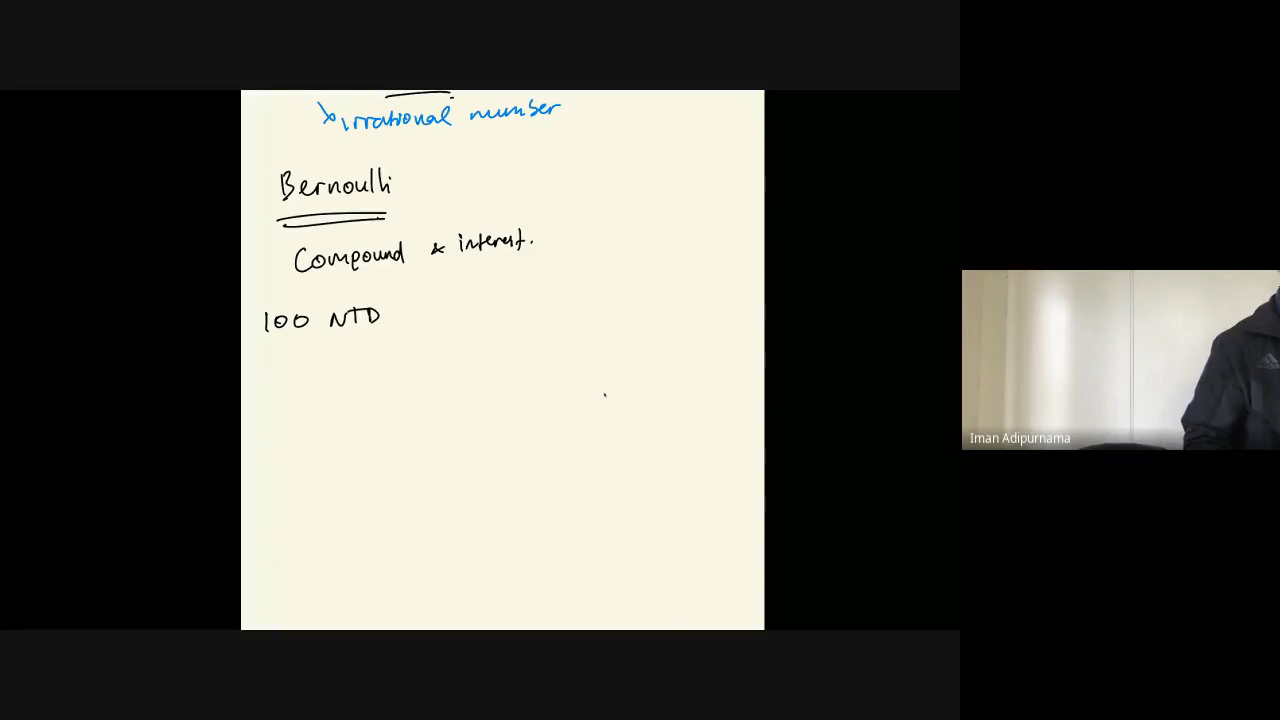 irrational number
Bernoulli
Compound & interest.
100 NTD
Iman Adipurnama